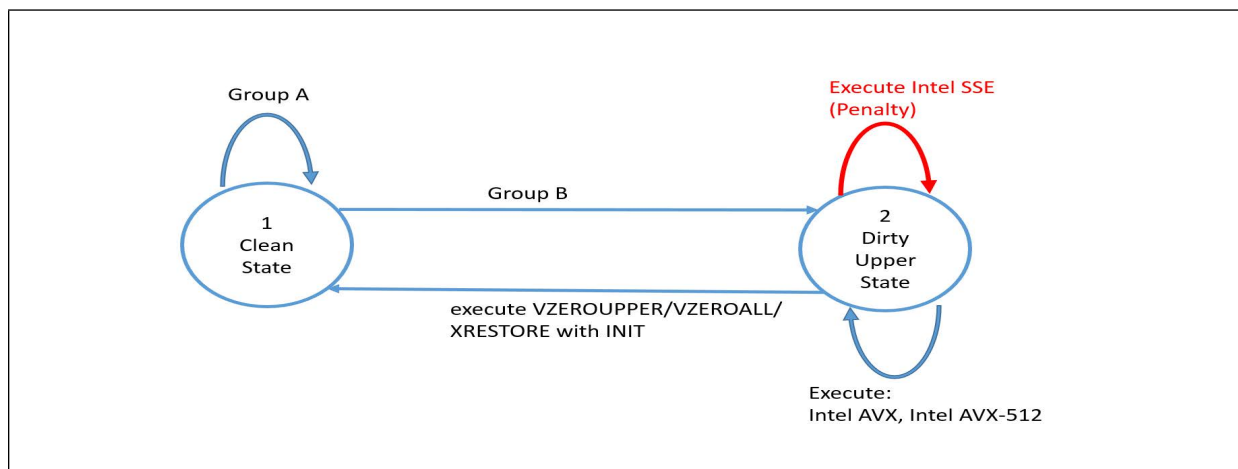 Group A
Execute Intel SSE
(Penalty)
Group B
1
Clean
State
2
Dirty
Upper
State
execute VZEROUPPER/VZEROALL/
XRESTORE with INIT
Execute:
Intel AVX, Intel AVX-512